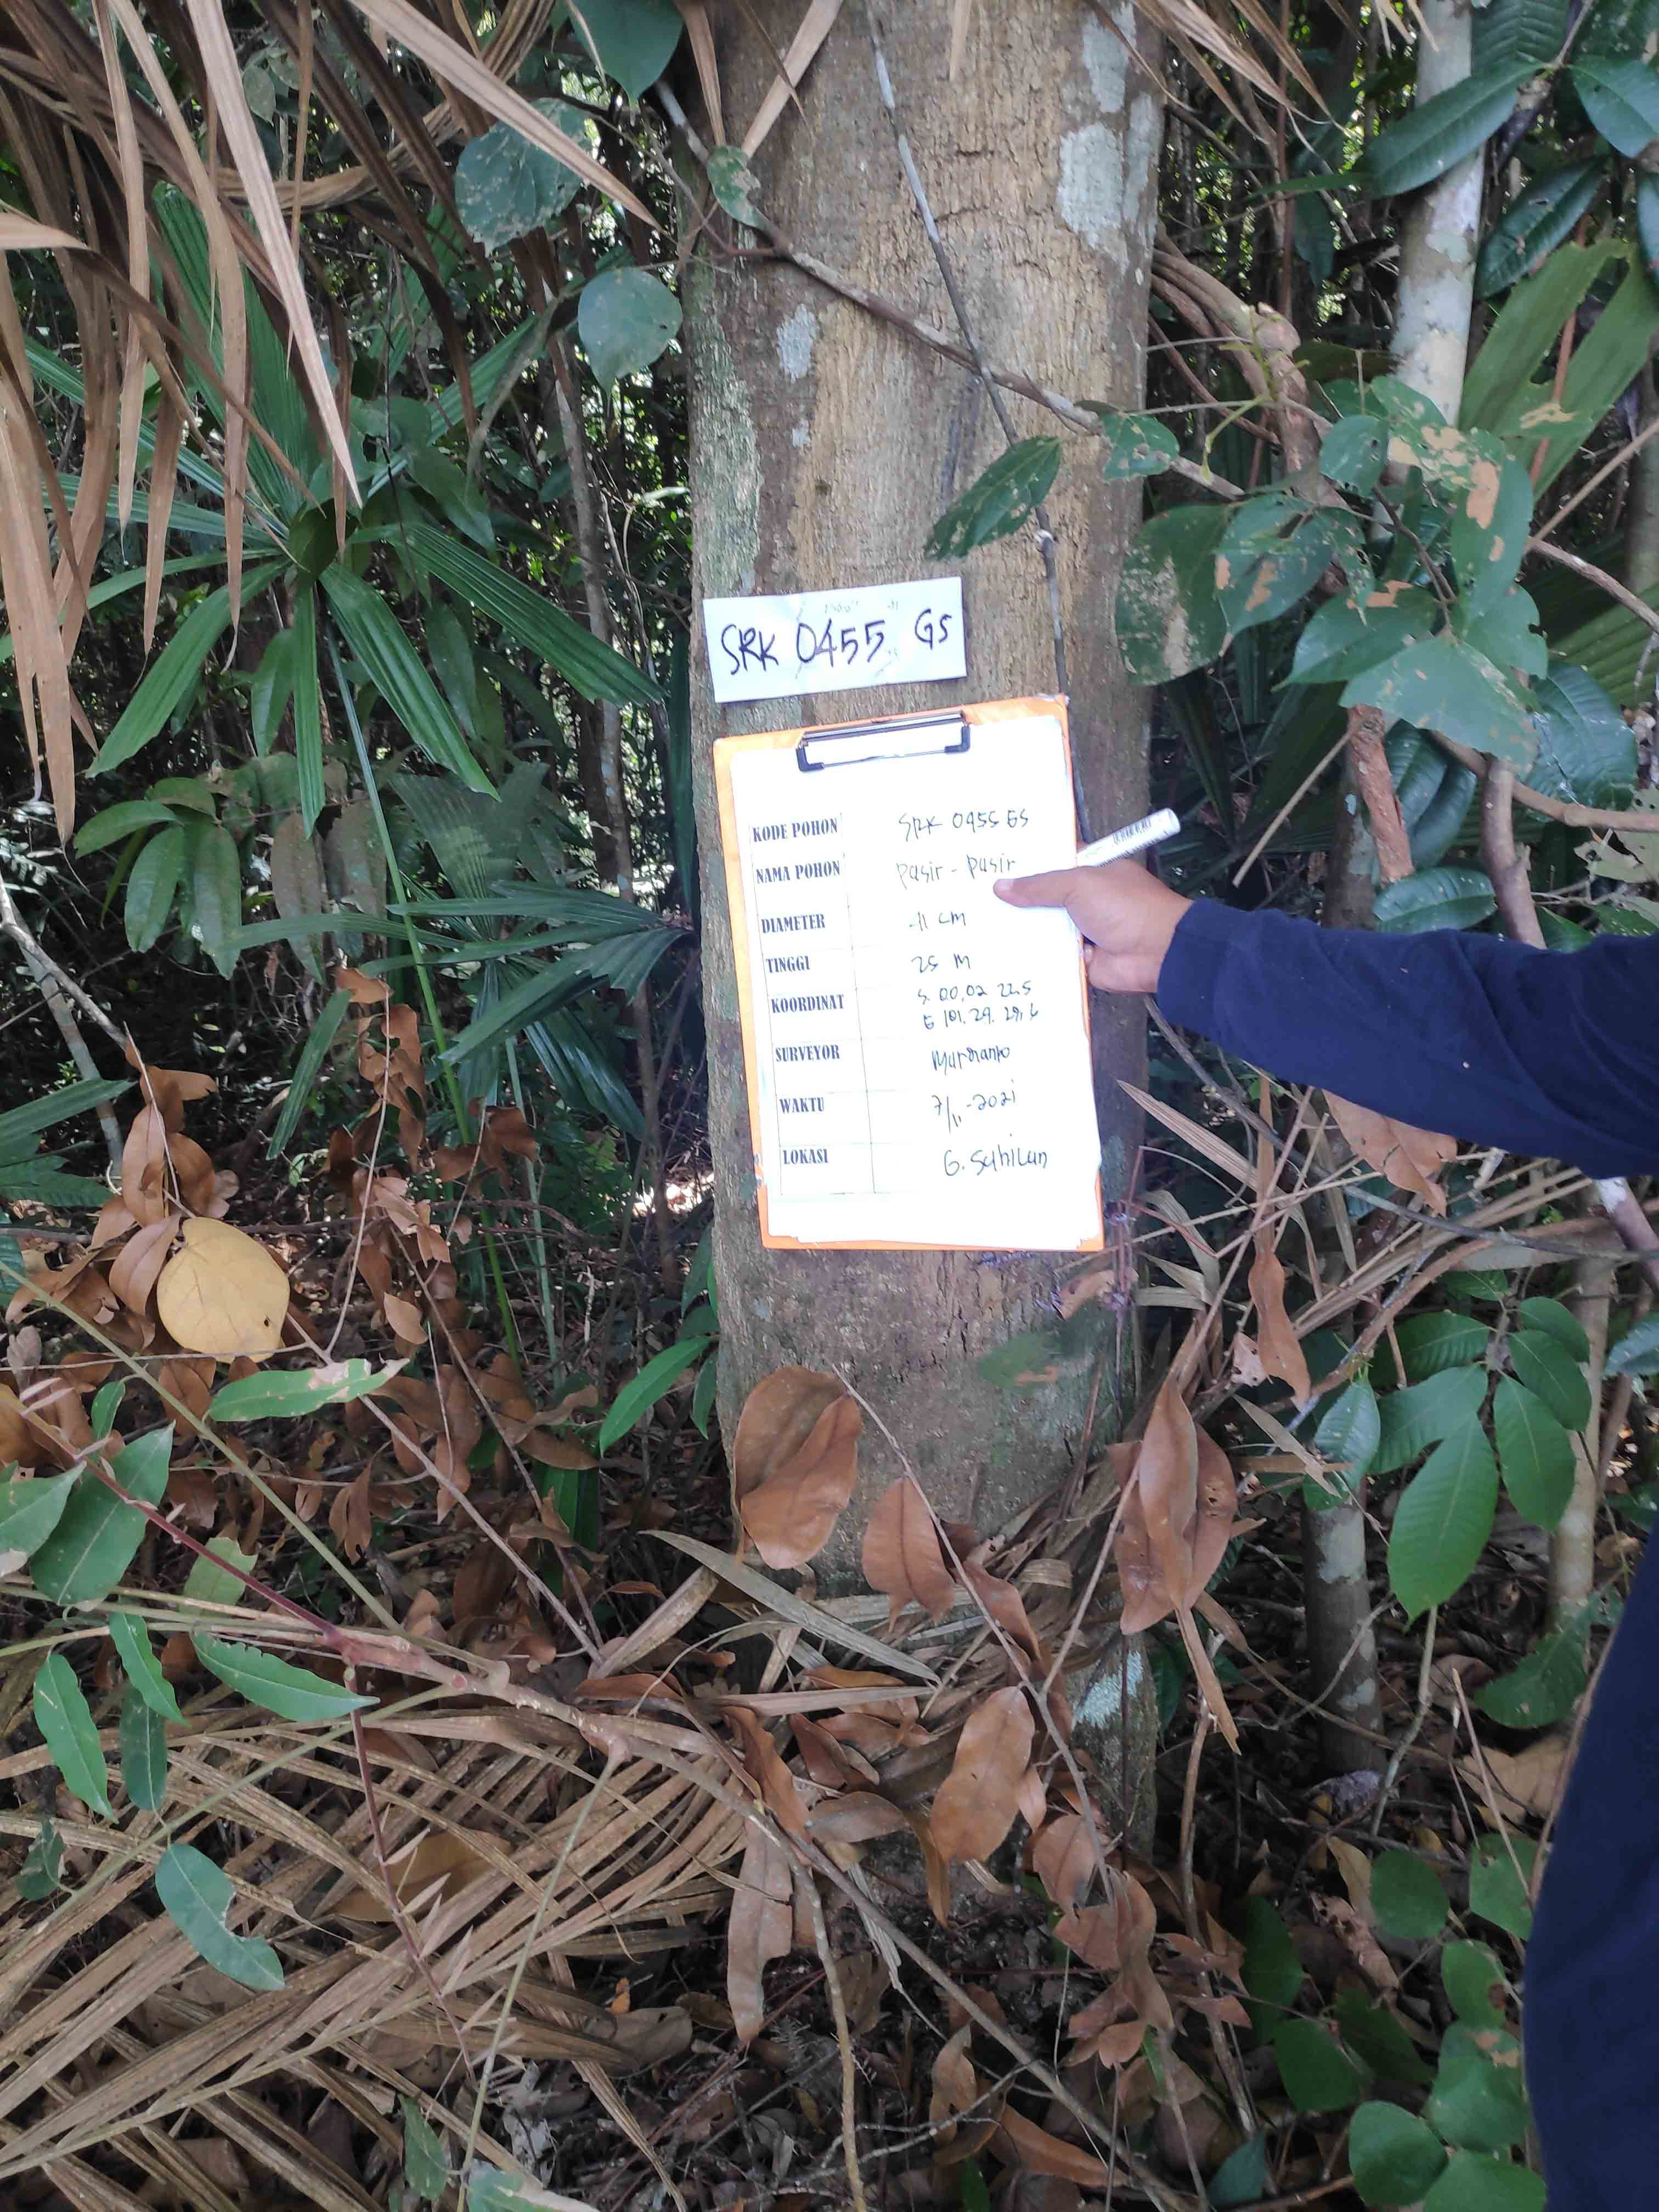 SRK 0455 GS
KODE POHON SRK 0455 GS
NAMA POHON Pasir - Pasir
DIAMETER 41 CM
TINGGI 25 M
KOORDINAT S. 00,02 22.5
E 101. 29. 29,6
SURVEYOR Murdianto
WAKTU 7/11-2021
LOKASI G. Sahilan